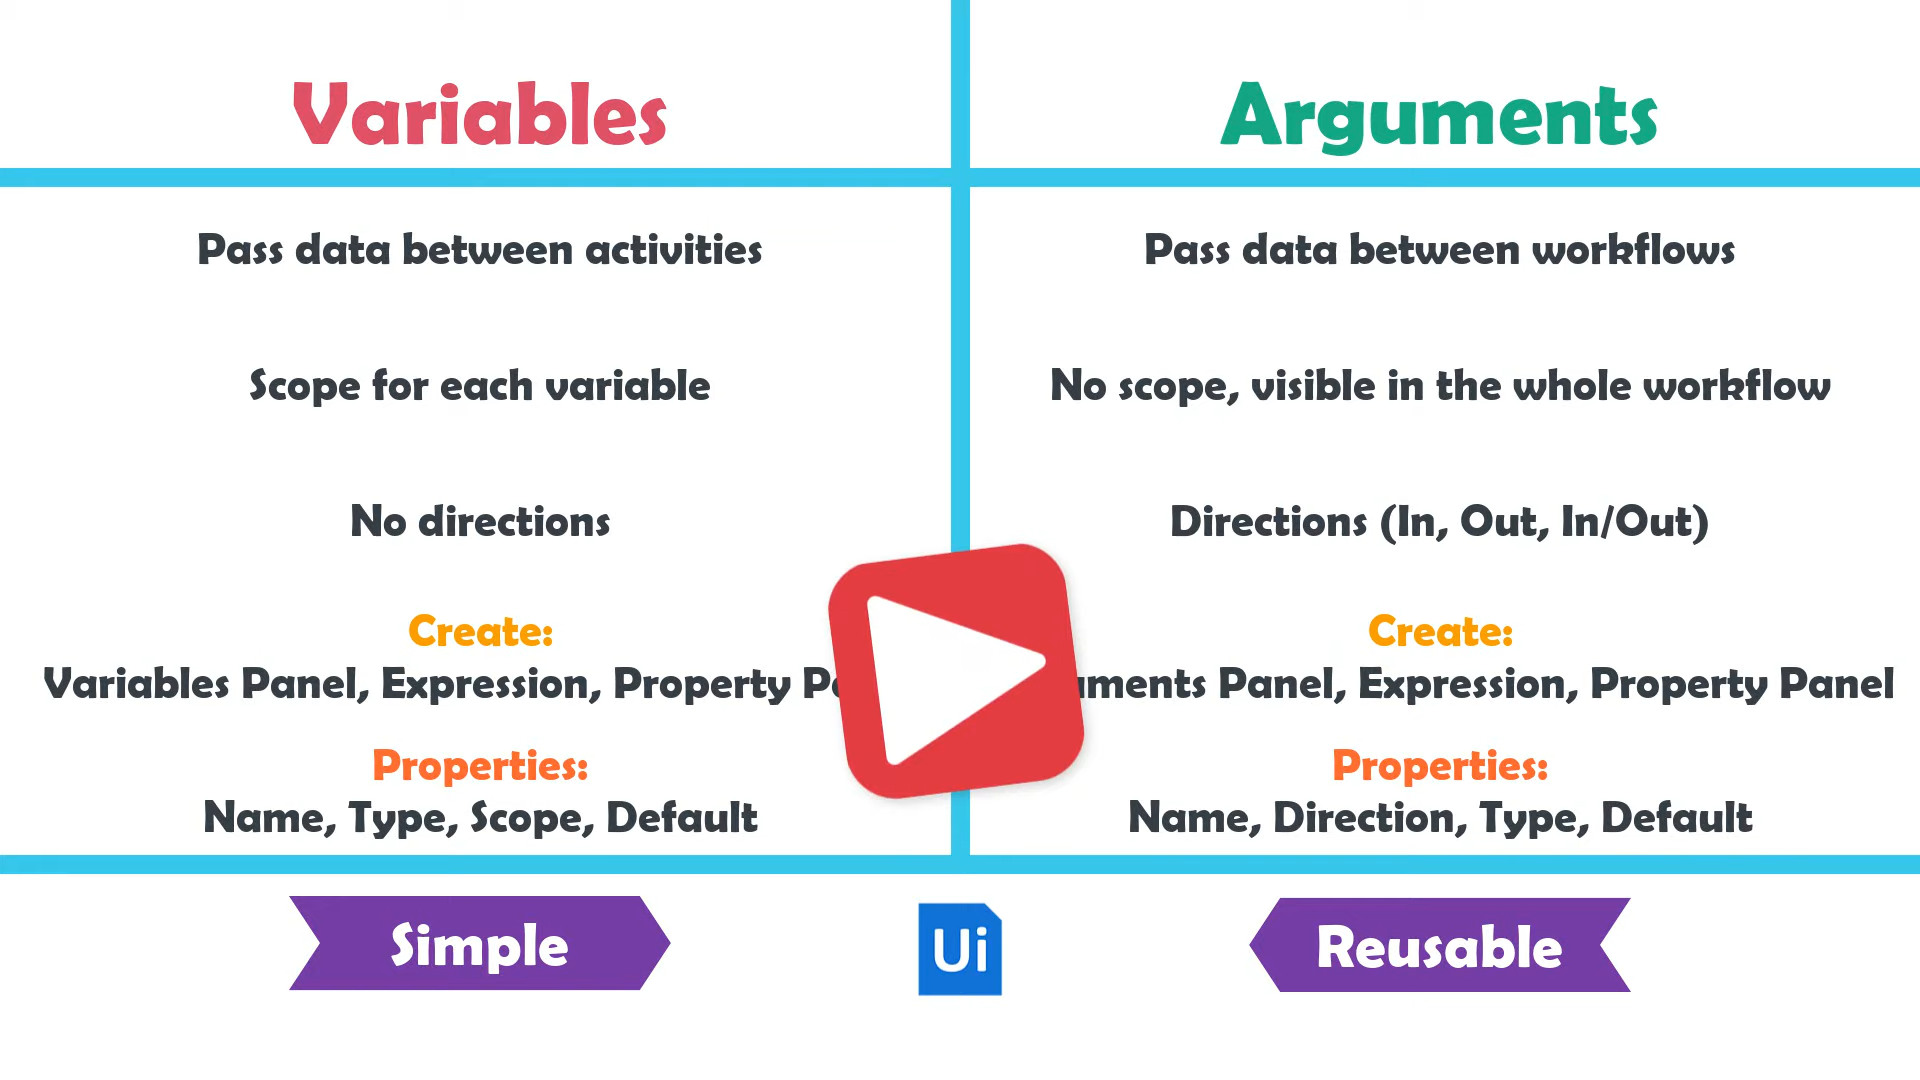 Variables
Arguments
Pass data between activities
Pass data between workflows
Scope for each variable
No scope, visible in the whole workflow
No directions
Directions (In, Out, In/Out)
Create:
Variables Panel, Expression, Property
Create:
Panel, Expression, Property Panel
Properties:
Name, Type, Scope, Default
Properties:
Name, Direction, Type, Default
Simple
Ui
Reusable